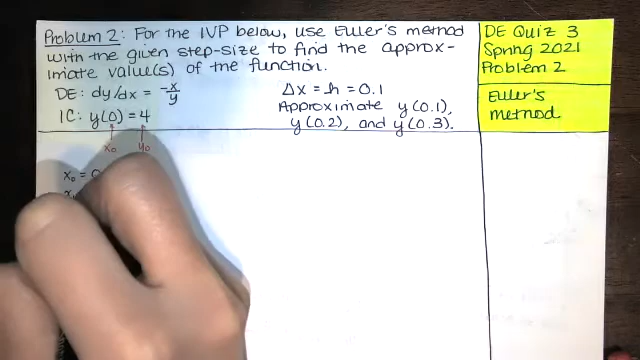 Problem 2: For the IVP below, use Euler's method
with the given step-size to find the approx-
imate value(s) of the function.
DE: dy/dx = -x/y
IC: y(0) = 4
x₀ y₀
Δx = h = 0.1
Approximate y(0.1),
y(0.2), and y(0.3).
x₀ = 0
DE Quiz 3
Spring 2021
Problem 2
Euler's
method